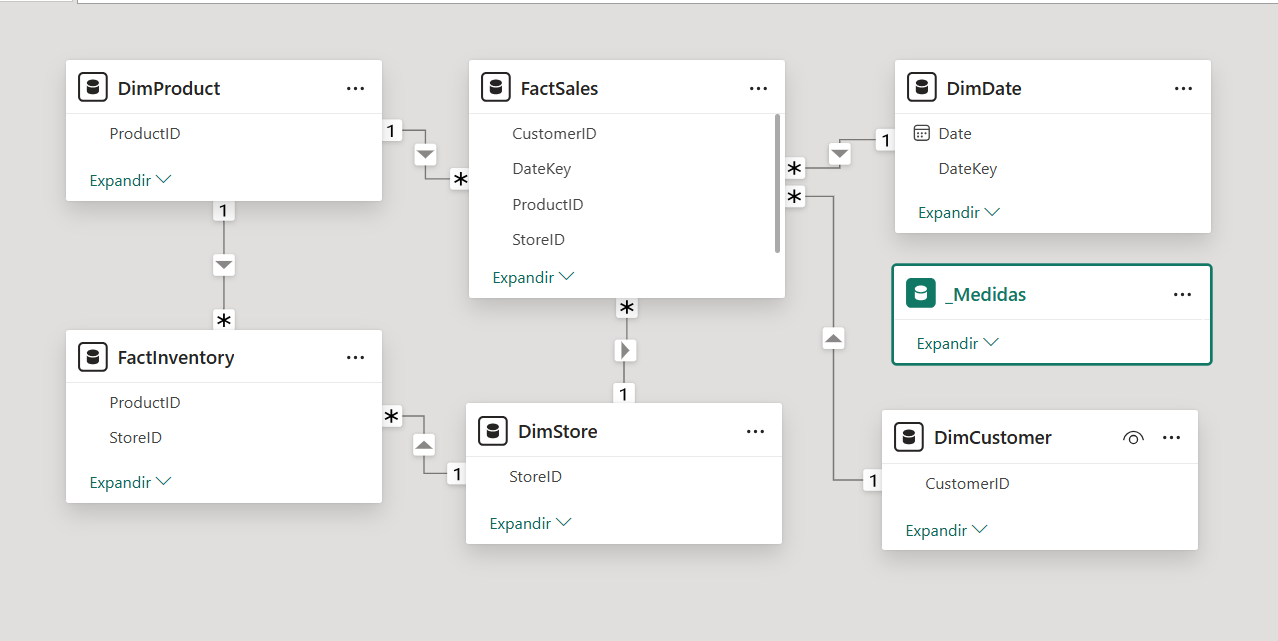 DimProduct
ProductID
Expandir
1
*
FactSales
CustomerID
DateKey
ProductID
StoreID
Expandir
*
1
DimDate
Date
DateKey
Expandir
*
1
*
1
FactInventory
ProductID
StoreID
Expandir
*
1
*
1
DimStore
StoreID
Expandir
_Medidas
Expandir
1
DimCustomer
CustomerID
Expandir